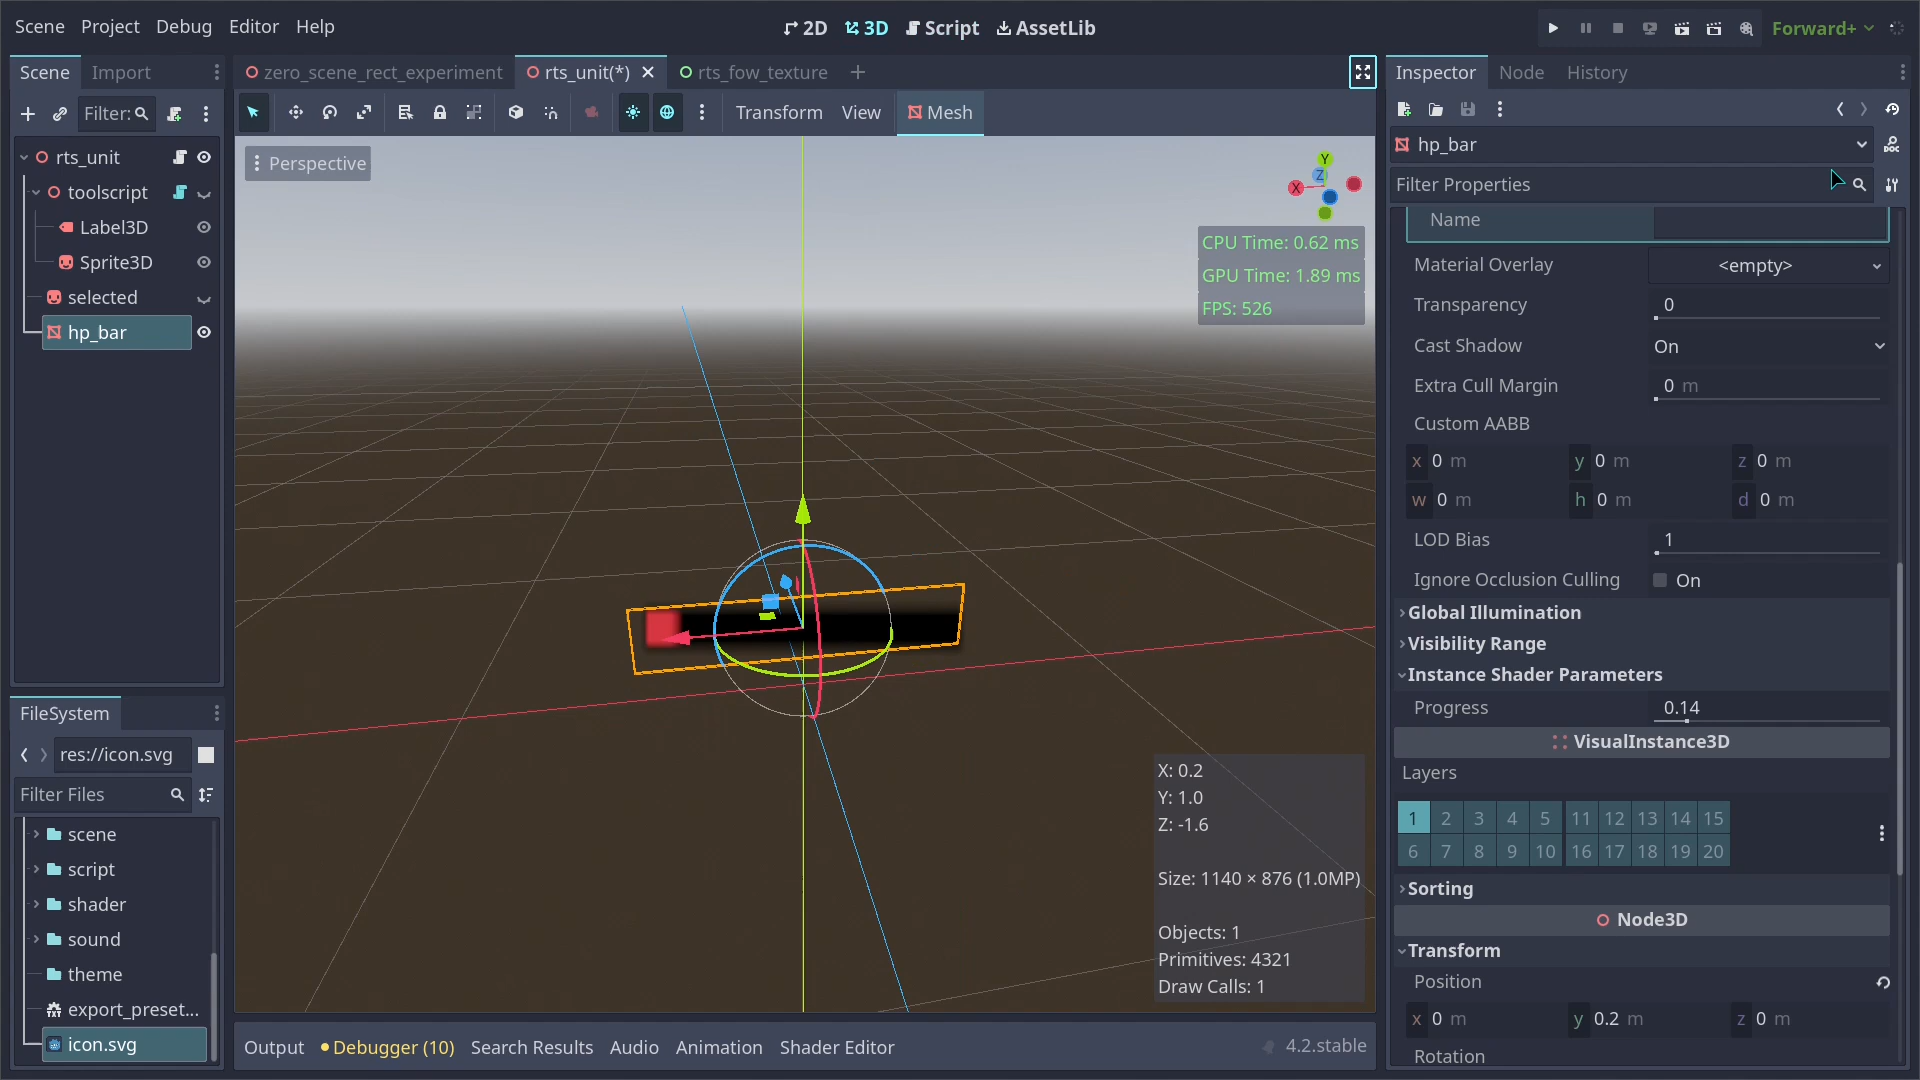 Scene Project Debug Editor Help
2D 3D Script AssetLib
Forward+
Scene Import
zero_scene_rect_experiment rts_unit(*) rts_fow_texture
Inspector Node History
Filter:
Transform View Mesh
rts_unit
toolscript
Label3D
Sprite3D
selected
hp_bar
FileSystem
res://icon.svg
Filter Files
scene
script
shader
sound
theme
export_preset...
icon.svg
Perspective
Y
Z
X
CPU Time: 0.62 ms
GPU Time: 1.89 ms
FPS: 526
X: 0.2
Y: 1.0
Z: -1.6
Size: 1140 × 876 (1.0MP)
Objects: 1
Primitives: 4321
Draw Calls: 1
Output Debugger (10) Search Results Audio Animation Shader Editor
4.2.stable
hp_bar
Filter Properties
Name
Material Overlay <empty>
Transparency 0
Cast Shadow On
Extra Cull Margin 0 m
Custom AABB
x 0 m y 0 m z 0 m
w 0 m h 0 m d 0 m
LOD Bias 1
Ignore Occlusion Culling On
Global Illumination
Visibility Range
Instance Shader Parameters
Progress 0.14
VisualInstance3D
Layers
1 2 3 4 5 11 12 13 14 15
6 7 8 9 10 16 17 18 19 20
Sorting
Node3D
Transform
Position
x 0 m y 0.2 m z 0 m
Rotation